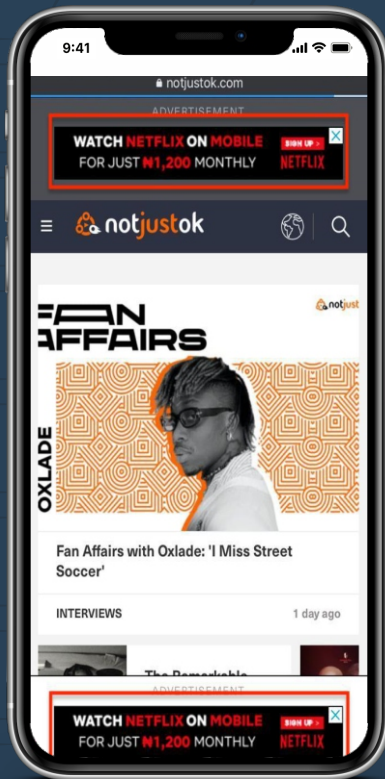 9:41
notjustok.com
ADVERTISEMENT
WATCH NETFLIX ON MOBILE
FOR JUST ₦1,200 MONTHLY
SIGN UP >
NETFLIX
notjustok
FAN
AFFAIRS
notjust
OXLADE
Fan Affairs with Oxlade: 'I Miss Street
Soccer'
INTERVIEWS
1 day ago
The Remarkable
ADVERTISEMENT
WATCH NETFLIX ON MOBILE
FOR JUST ₦1,200 MONTHLY
SIGN UP >
NETFLIX